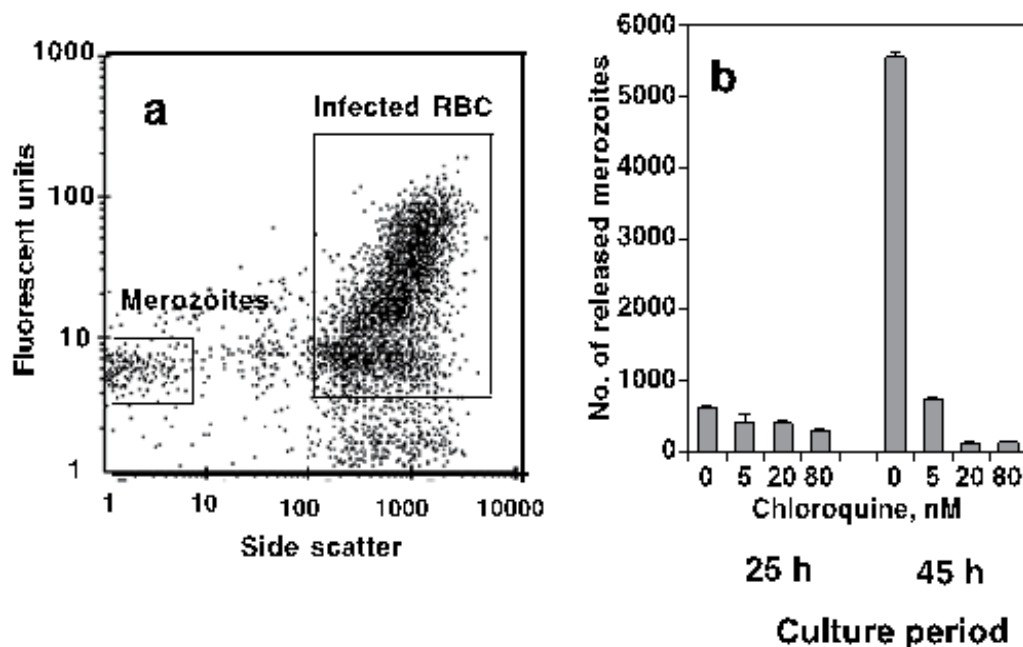 a
Infected RBC
Merozoites
Fluorescent units
1000
100
10
1
1 10 100 1000 10000
Side scatter
b
No. of released merozoites
6000
5000
4000
3000
2000
1000
0
0 5 20 80 0 5 20 80
Chloroquine, nM
25 h 45 h
Culture period